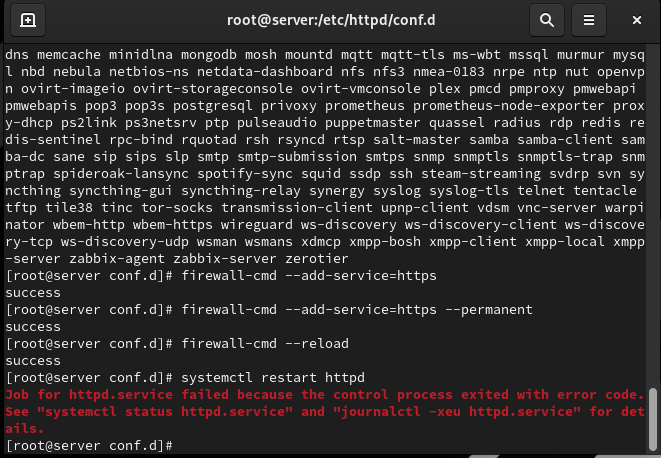 root@server:/etc/httpd/conf.d
dns memcache minidlna mongodb mosh mountd mqtt mqtt-tls ms-wbt mssql murmur mysq
l nbd nebula netbios-ns netdata-dashboard nfs nfs3 nmea-0183 nrpe ntp nut openvp
n ovirt-imageio ovirt-storageconsole ovirt-vmconsole plex pmcd pmproxy pmwebapi
pmwebapis pop3 pop3s postgresql privoxy prometheus prometheus-node-exporter prox
y-dhcp ps2link ps3netsrv ptp pulseaudio puppetmaster quassel radius rdp redis re
dis-sentinel rpc-bind rquotad rsh rsyncd rtsp salt-master samba samba-client sam
ba-dc sane sip sips slp smtp smtp-submission smtps snmp snmptls snmptls-trap snm
ptrap spideroak-lansync spotify-sync squid ssdp ssh steam-streaming svdrp svn sy
ncthing syncthing-gui syncthing-relay synergy syslog syslog-tls telnet tentacle
tftp tile38 tinc tor-socks transmission-client upnp-client vdsm vnc-server warpi
nator wbem-http wbem-https wireguard ws-discovery ws-discovery-client ws-discove
ry-tcp ws-discovery-udp wsman wsmans xdmcp xmpp-bosh xmpp-client xmpp-local xmpp
-server zabbix-agent zabbix-server zerotier
[root@server conf.d]# firewall-cmd --add-service=https
success
[root@server conf.d]# firewall-cmd --add-service=https --permanent
success
[root@server conf.d]# firewall-cmd --reload
success
[root@server conf.d]# systemctl restart httpd
Job for httpd.service failed because the control process exited with error code.
See "systemctl status httpd.service" and "journalctl -xeu httpd.service" for det
ails.
[root@server conf.d]#